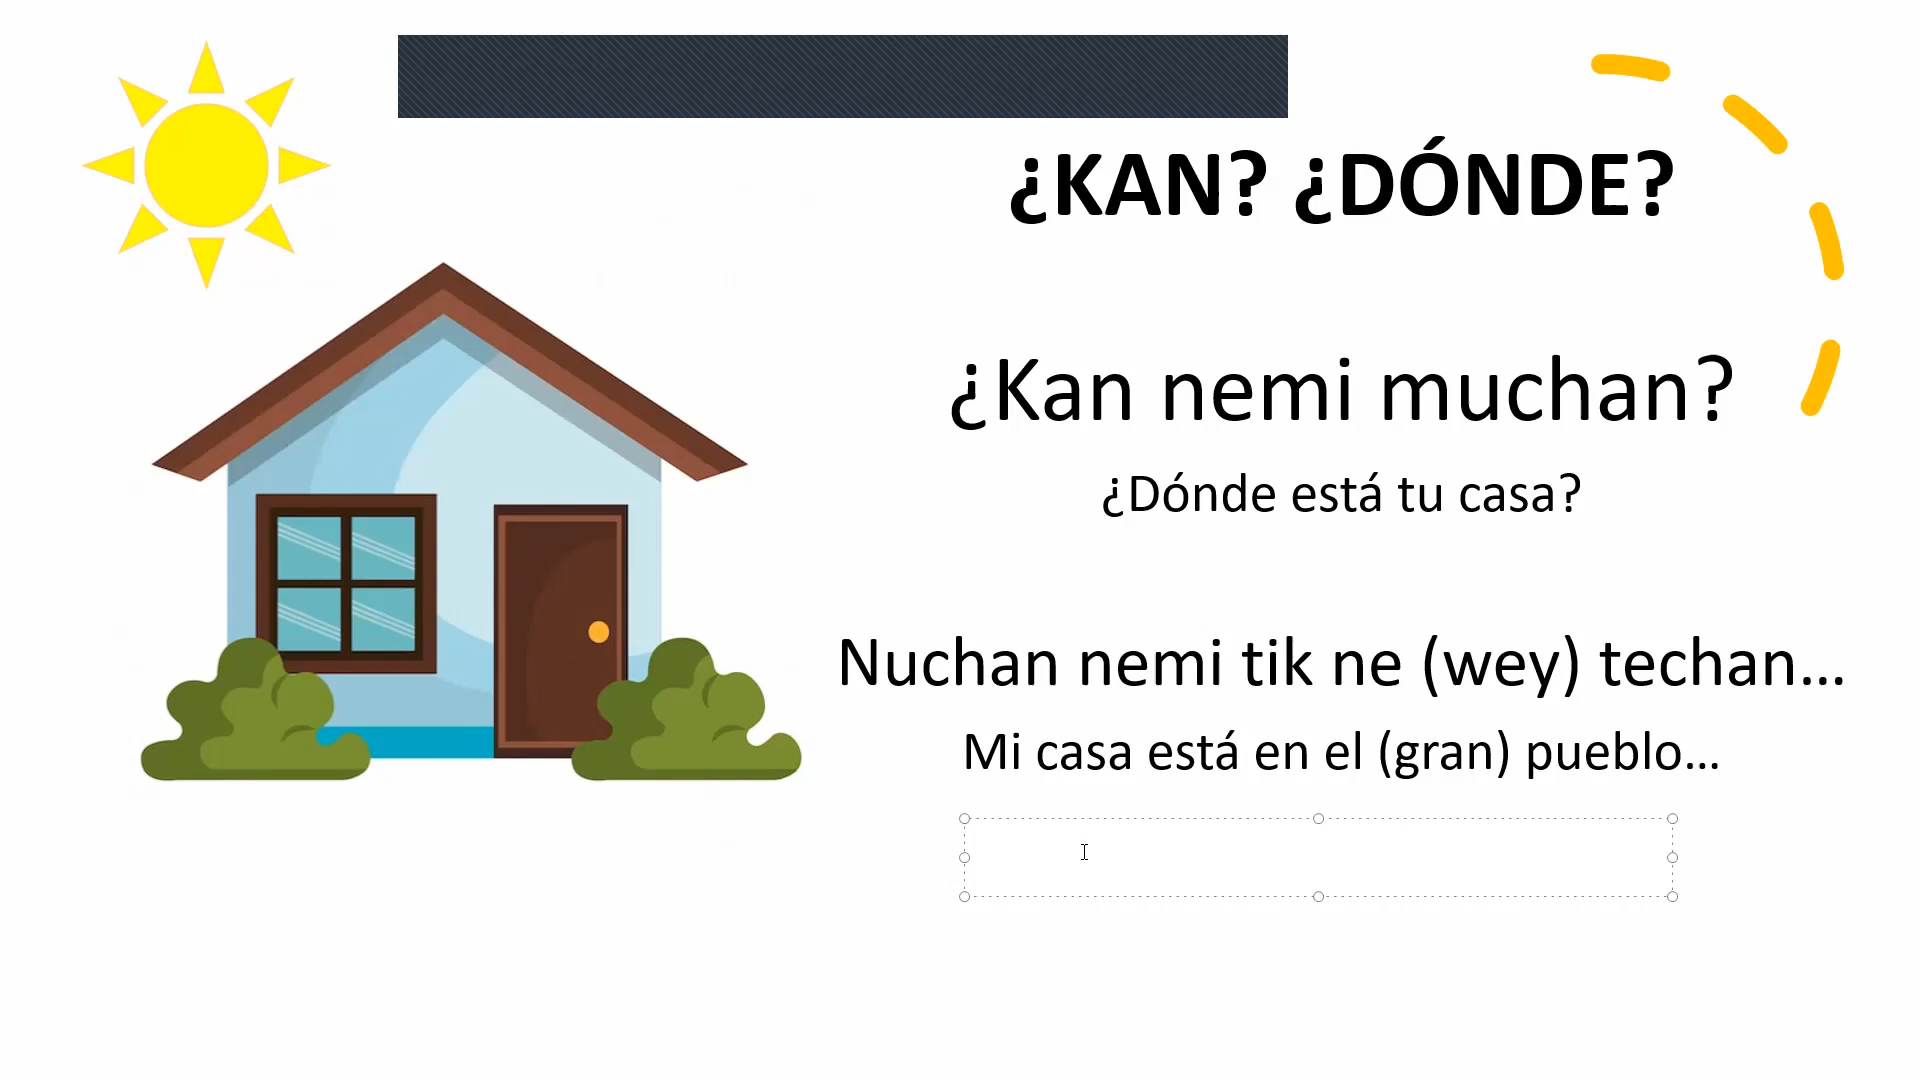 ¿KAN? ¿DÓNDE?
¿Kan nemi muchan?
¿Dónde está tu casa?
Nuchan nemi tik ne (wey) techan...
Mi casa está en el (gran) pueblo...